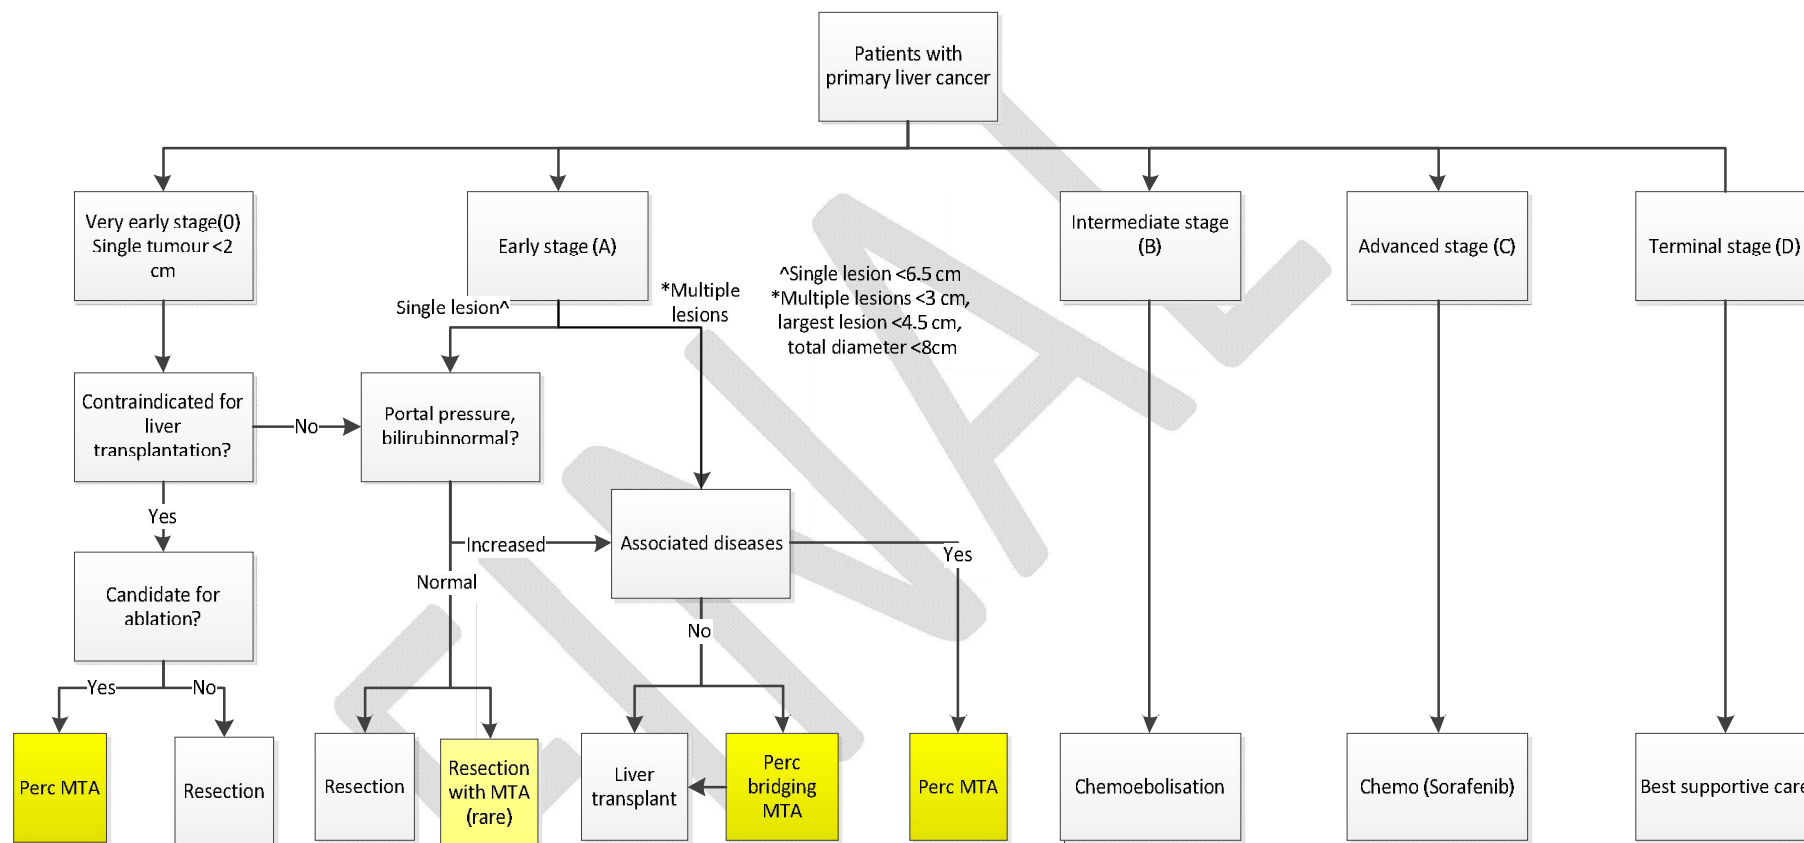 Patients with
primary liver cancer
Very early stage(0)
Single tumour <2
cm
Early stage (A)
Intermediate stage
(B)
Advanced stage (C)
Terminal stage (D)
Single lesion^
*Multiple
lesions
^Single lesion <6.5 cm
*Multiple lesions <3 cm,
largest lesion <4.5 cm,
total diameter <8cm
Contraindicated for
liver
transplantation?
No
Portal pressure,
bilirubinnormal?
Yes
Increased
Associated diseases
Yes
Normal
Candidate for
ablation?
No
Yes
No
Perc MTA
Resection
Resection
Resection
with MTA
(rare)
Liver
transplant
Perc
bridging
MTA
Perc MTA
Chemoebolisation
Chemo (Sorafenib)
Best supportive care
FINAL